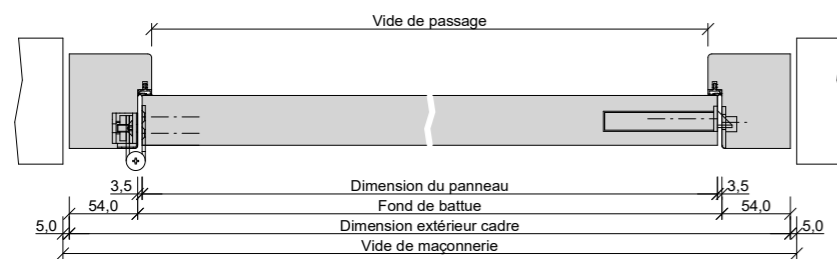 Vide de passage
3,5 Dimension du panneau 3,5
54,0 Fond de battue 54,0
5,0 Dimension extérieur cadre 5,0
Vide de maçonnerie